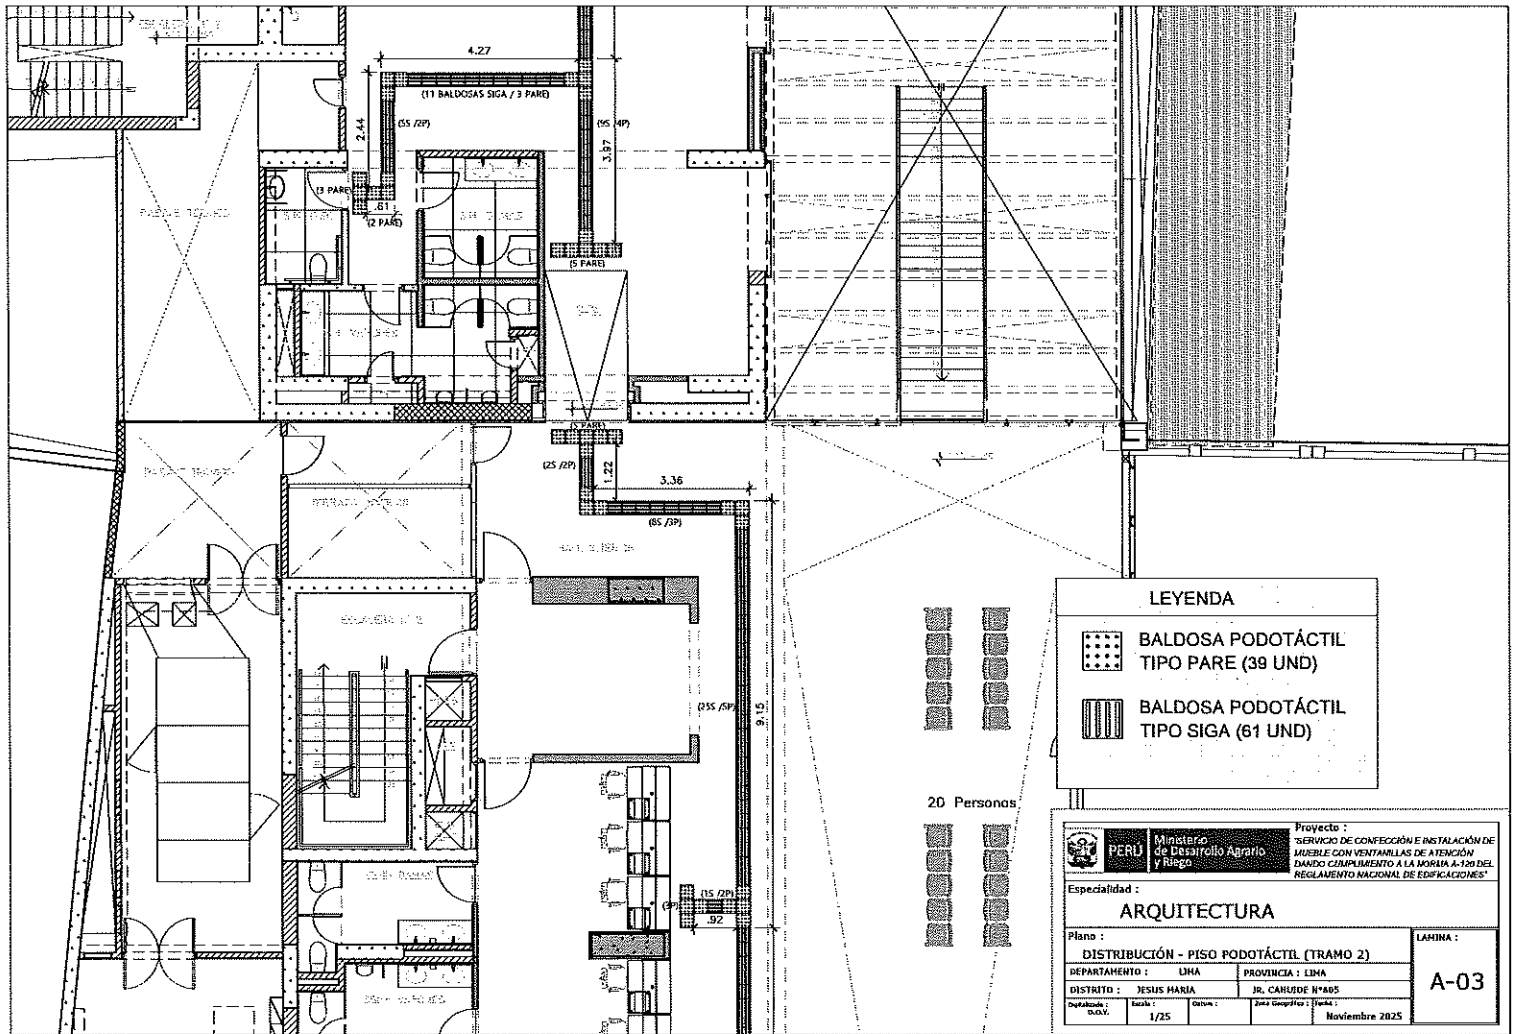 4.27
(11 BALDOSAS SIGA / 3 PARE)
2.44
(5S /2P)
(9S /4P)
3.97
(3 PARE)
.61
(2 PARE)
(5 PARE)
(5 PARE)
(2S /2P)
1.22
3.36
(8S /3P)
(25S /5P)
9.15
20 Personas
(1S /2P)
(3P)
.92
LEYENDA
BALDOSA PODOTÁCTIL
TIPO PARE (39 UND)
BALDOSA PODOTÁCTIL
TIPO SIGA (61 UND)
PERÚ
Ministerio
de Desarrollo Agrario
y Riego
Proyecto :
"SERVICIO DE CONFECCIÓN E INSTALACIÓN DE
MUEBLE CON VENTANILLAS DE ATENCIÓN
DANDO CUMPLIMIENTO A LA NORMA A-120 DEL
REGLAMENTO NACIONAL DE EDIFICACIONES"
Especialidad :
ARQUITECTURA
Plano :
DISTRIBUCIÓN - PISO PODOTÁCTIL (TRAMO 2)
LAMINA :
A-03
DEPARTAMENTO : LIMA
PROVINCIA : LIMA
DISTRITO : JESUS MARIA
JR. CAHUIDE N°805
D.O.V.
Escala :
1/25
Fecha :
Noviembre 2025